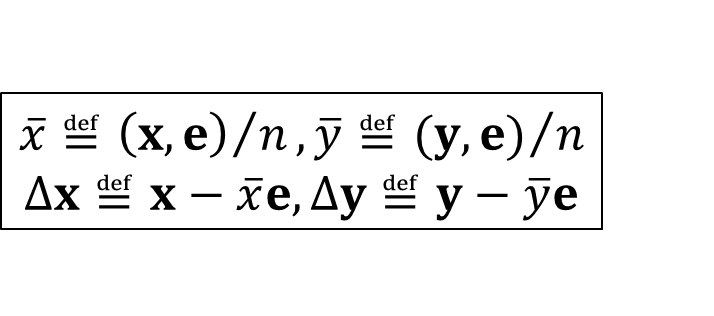 x̄ ≝ (𝐱, 𝐞)/n , ȳ ≝ (𝐲, 𝐞)/n
Δ𝐱 ≝ 𝐱 − x̄𝐞, Δ𝐲 ≝ 𝐲 − ȳ𝐞